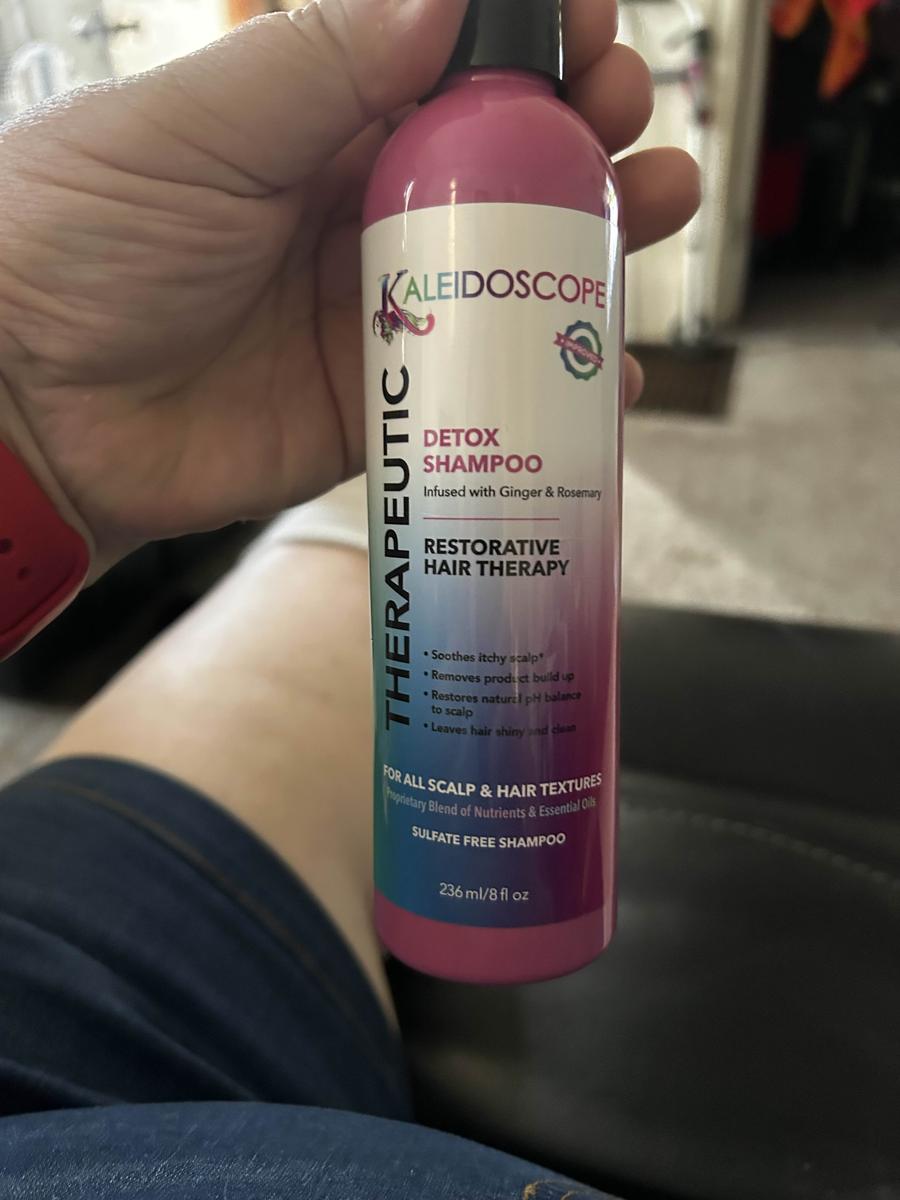 KALEIDOSCOPE
IMPROVED
THERAPEUTIC
DETOX
SHAMPOO
Infused with Ginger & Rosemary
RESTORATIVE
HAIR THERAPY
• Soothes itchy scalp*
• Removes product build up
• Restores natural pH balance
to scalp
• Leaves hair shiny and clean
FOR ALL SCALP & HAIR TEXTURES
Proprietary Blend of Nutrients & Essential Oils
SULFATE FREE SHAMPOO
236 ml/8 fl oz